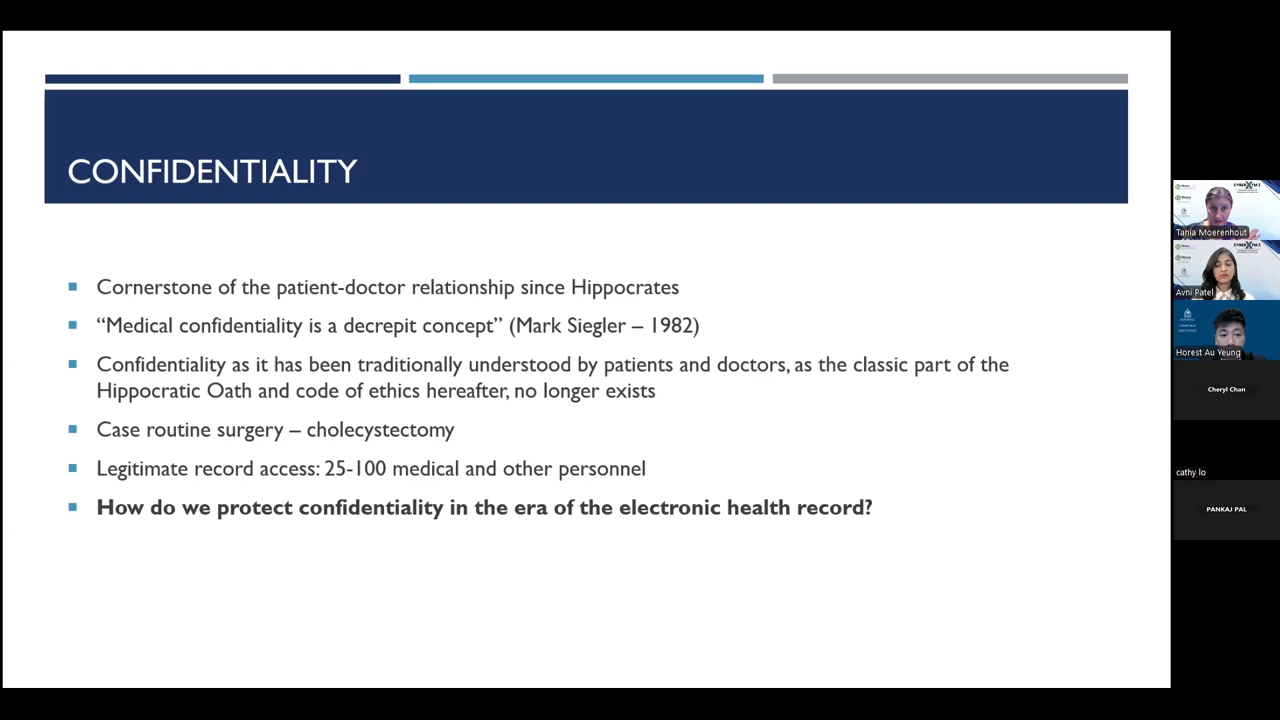 CONFIDENTIALITY
Cornerstone of the patient-doctor relationship since Hippocrates
“Medical confidentiality is a decrepit concept” (Mark Siegler – 1982)
Confidentiality as it has been traditionally understood by patients and doctors, as the classic part of the
Hippocratic Oath and code of ethics hereafter, no longer exists
Case routine surgery – cholecystectomy
Legitimate record access: 25-100 medical and other personnel
How do we protect confidentiality in the era of the electronic health record?
Tania Moerenhout
Avni Patel
Horest Au Yeung
Cheryl Chan
cathy lo
PANKAJ PAL